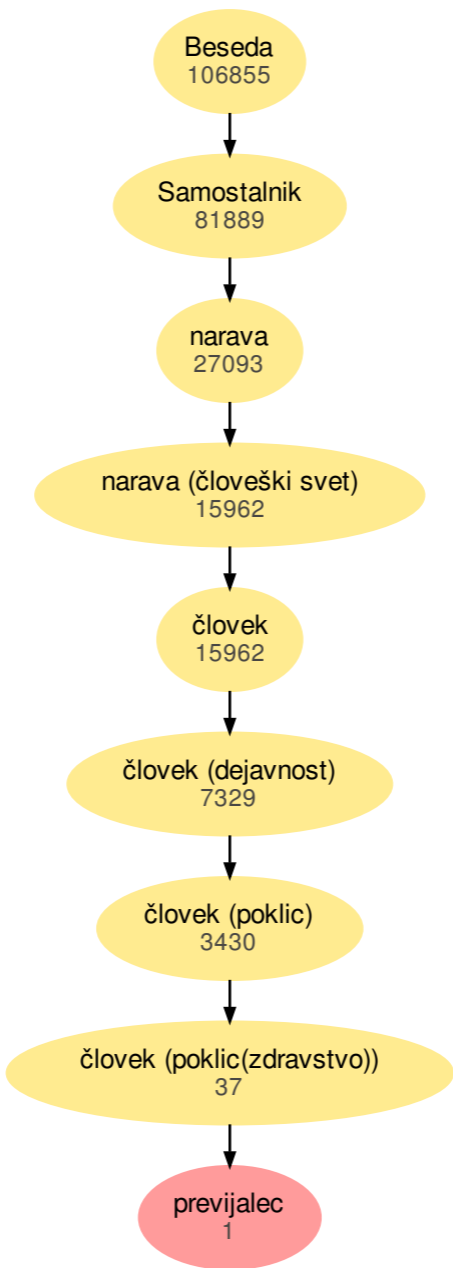 Beseda
106855
Samostalnik
81889
narava
27093
narava (človeški svet)
15962
človek
15962
človek (dejavnost)
7329
človek (poklic)
3430
človek (poklic(zdravstvo))
37
previjalec
1